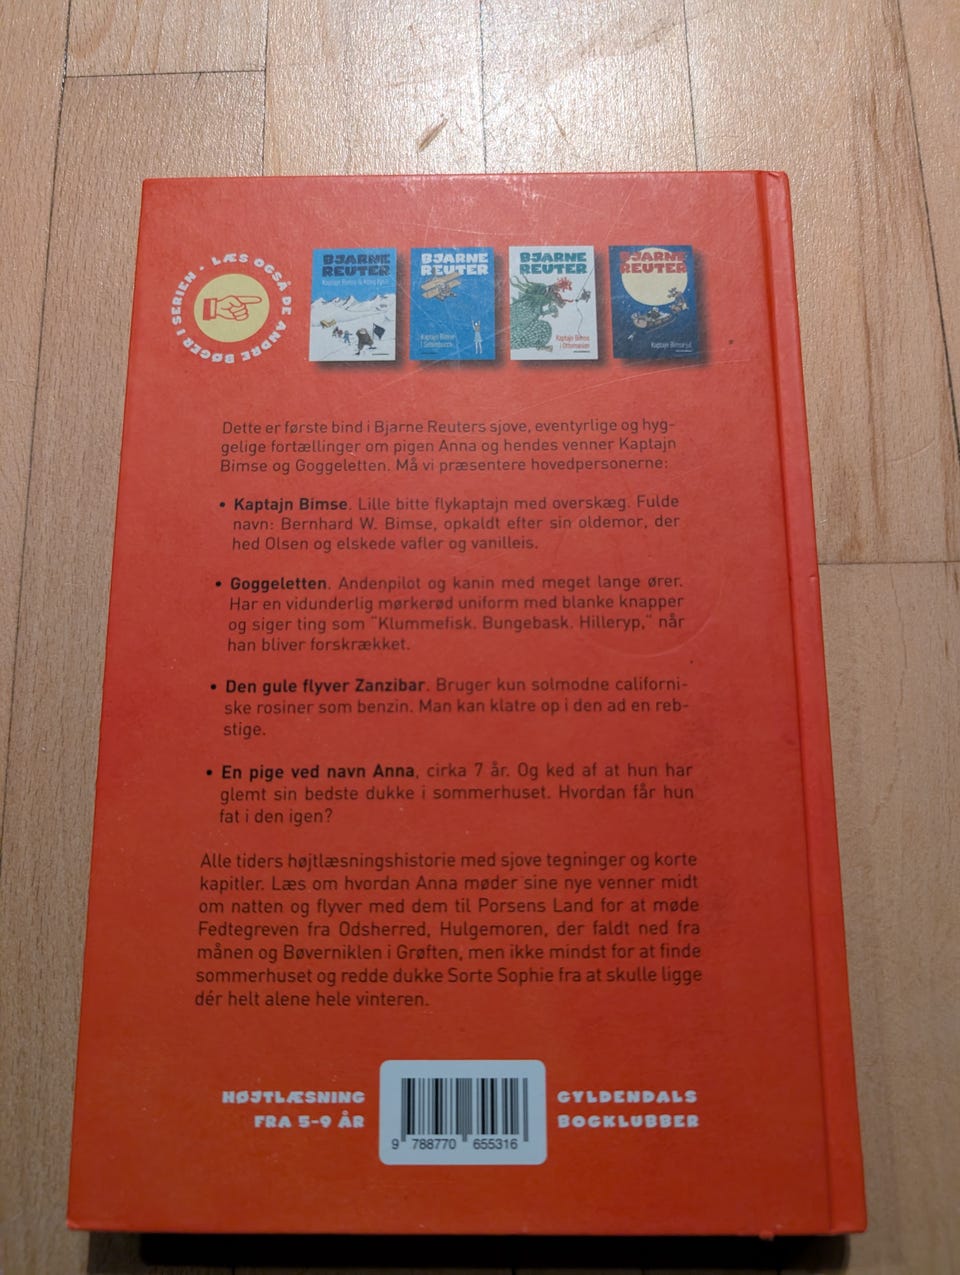 LÆS OGSÅ DE ANDRE BØGER I SERIEN •
BJARNE
REUTER
BJARNE
REUTER
Kaptajn Bimse
BJARNE
REUTER
Kaptajn Bimse
i Ottomanien
BJARNE
REUTER
Kaptajn Bimses jul
Dette er første bind i Bjarne Reuters sjove, eventyrlige og hyg-
gelige fortællinger om pigen Anna og hendes venner Kaptajn
Bimse og Goggeletten. Må vi præsentere hovedpersonerne:
• Kaptajn Bimse. Lille bitte flykaptajn med overskæg. Fulde
navn: Bernhard W. Bimse, opkaldt efter sin oldemor, der
hed Olsen og elskede vafler og vanilleis.
• Goggeletten. Andenpilot og kanin med meget lange ører.
Har en vidunderlig mørkerød uniform med blanke knapper
og siger ting som "Klummefisk. Bungebask. Hilleryp," når
han bliver forskrækket.
• Den gule flyver Zanzibar. Bruger kun solmodne californi-
ske rosiner som benzin. Man kan klatre op i den ad en reb-
stige.
• En pige ved navn Anna, cirka 7 år. Og ked af at hun har
glemt sin bedste dukke i sommerhuset. Hvordan får hun
fat i den igen?
Alle tiders højtlæsningshistorie med sjove tegninger og korte
kapitler. Læs om hvordan Anna møder sine nye venner midt
om natten og flyver med dem til Porsens Land for at møde
Fedtegreven fra Odsherred, Hulgemoren, der faldt ned fra
månen og Bøverniklen i Grøften, men ikke mindst for at finde
sommerhuset og redde dukke Sorte Sophie fra at skulle ligge
dér helt alene hele vinteren.
HØJTLÆSNING
FRA 5-9 ÅR
9 788770 655316
GYLDENDALS
BOGKLUBBER